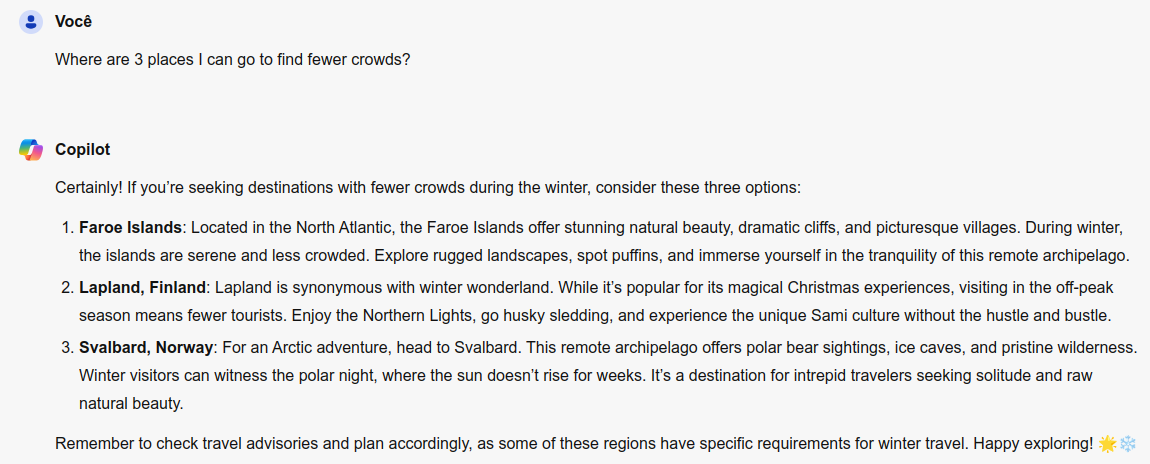 Você
Where are 3 places I can go to find fewer crowds?
Copilot
Certainly! If you’re seeking destinations with fewer crowds during the winter, consider these three options:
1. Faroe Islands: Located in the North Atlantic, the Faroe Islands offer stunning natural beauty, dramatic cliffs, and picturesque villages. During winter,
the islands are serene and less crowded. Explore rugged landscapes, spot puffins, and immerse yourself in the tranquility of this remote archipelago.
2. Lapland, Finland: Lapland is synonymous with winter wonderland. While it’s popular for its magical Christmas experiences, visiting in the off-peak
season means fewer tourists. Enjoy the Northern Lights, go husky sledding, and experience the unique Sami culture without the hustle and bustle.
3. Svalbard, Norway: For an Arctic adventure, head to Svalbard. This remote archipelago offers polar bear sightings, ice caves, and pristine wilderness.
Winter visitors can witness the polar night, where the sun doesn’t rise for weeks. It’s a destination for intrepid travelers seeking solitude and raw
natural beauty.
Remember to check travel advisories and plan accordingly, as some of these regions have specific requirements for winter travel. Happy exploring! 🌟❄️